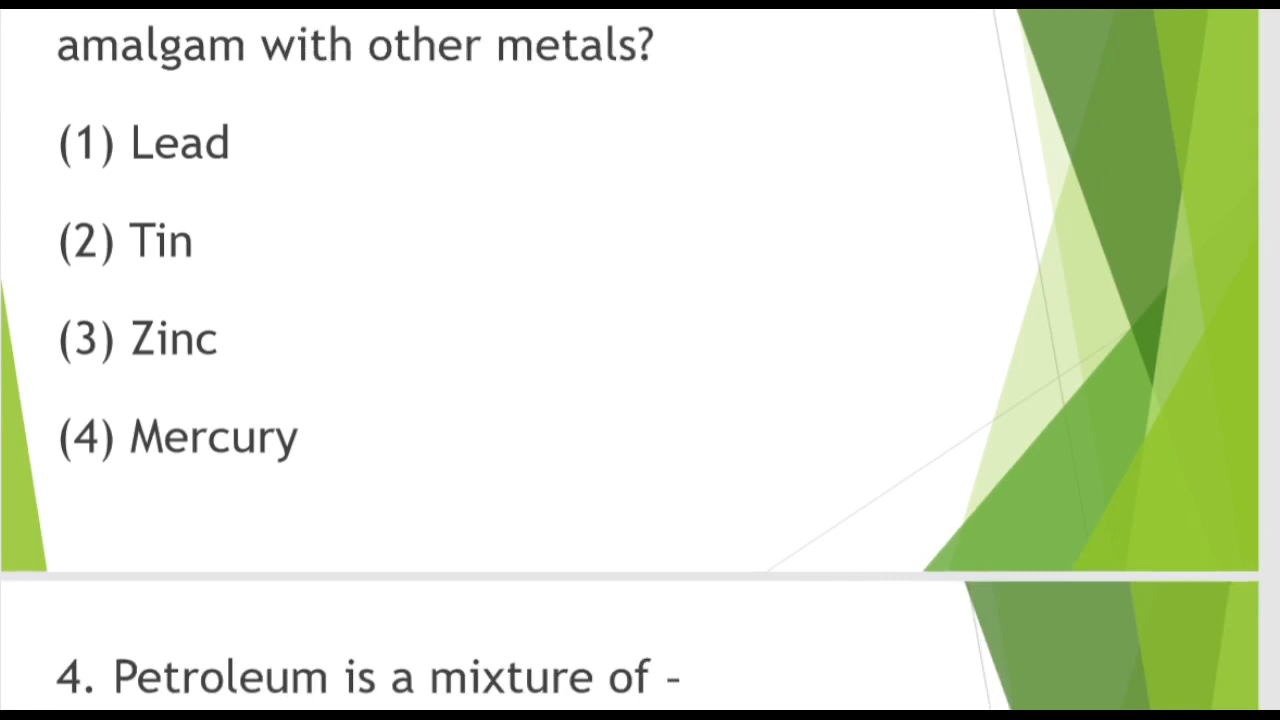 amalgam with other metals?
(1) Lead
(2) Tin
(3) Zinc
(4) Mercury
4. Petroleum is a mixture of –